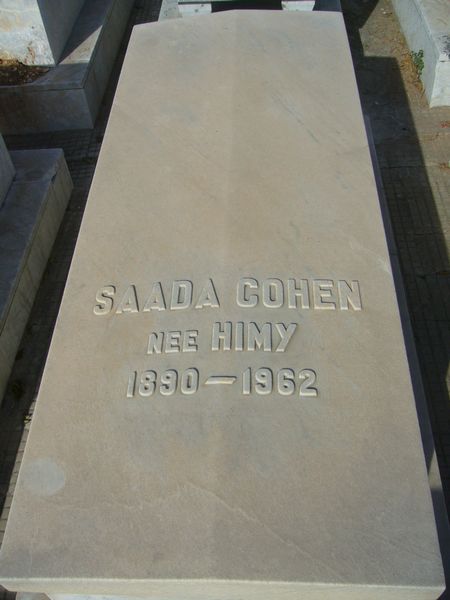 SAADA COHEN
NEE HIMY
1890 – 1962